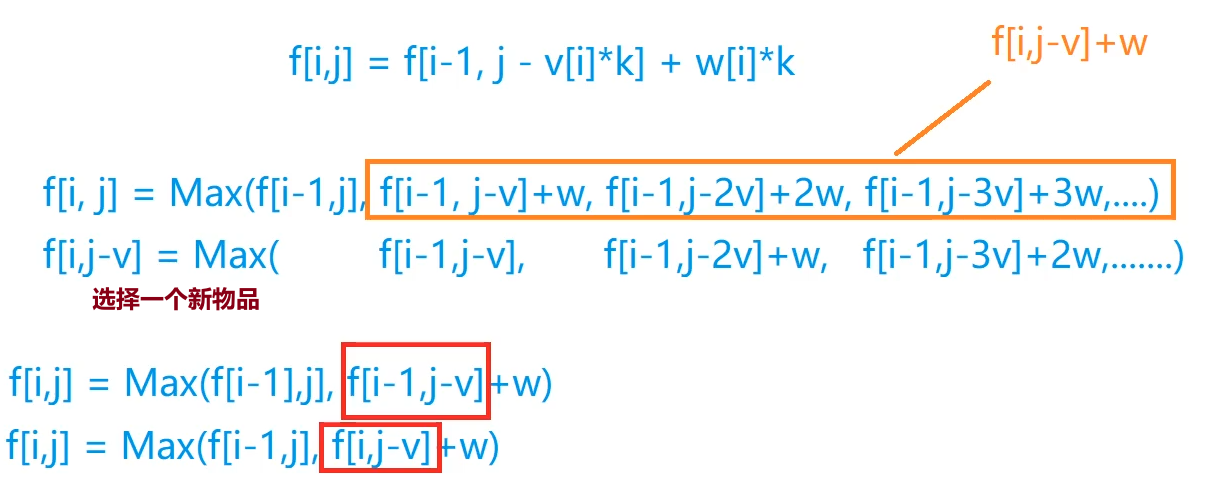 f[i,j-v]+w
f[i,j] = f[i-1, j - v[i]*k] + w[i]*k
f[i, j] = Max(f[i-1,j], f[i-1, j-v]+w, f[i-1,j-2v]+2w, f[i-1,j-3v]+3w,....)
f[i,j-v] = Max( f[i-1,j-v], f[i-1,j-2v]+w, f[i-1,j-3v]+2w,.......)
选择一个新物品
f[i,j] = Max(f[i-1],j], f[i-1,j-v]+w)
f[i,j] = Max(f[i-1,j], f[i,j-v]+w)